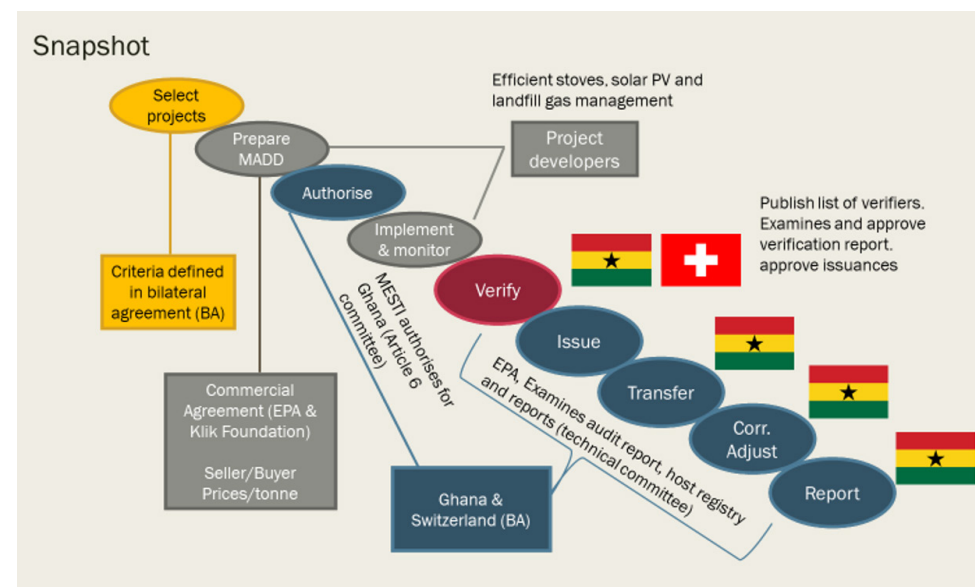 Snapshot
Select
projects
Prepare
MADD
Authorise
Implement
& monitor
Verify
Issue
Transfer
Corr.
Adjust
Report
Efficient stoves, solar PV and
landfill gas management
Project
developers
Publish list of verifiers.
Examines and approve
verification report.
approve issuances
Criteria defined
in bilateral
agreement (BA)
Commercial
Agreement (EPA &
Klik Foundation)
Seller/Buyer
Prices/tonne
MESTI authorises for
Ghana (Article 6
committee)
Ghana &
Switzerland (BA)
EPA, Examines audit report, host registry
and reports (technical committee)